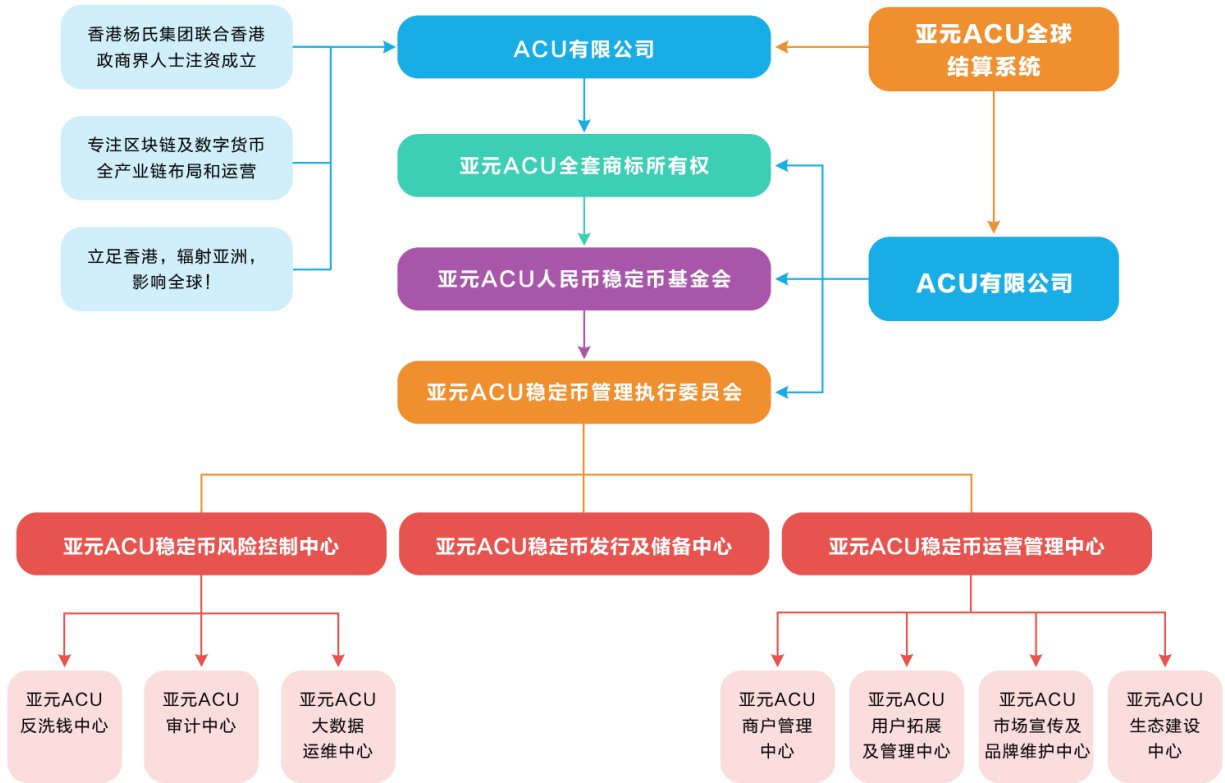 香港杨氏集团联合香港
政商界人士注资成立
ACU有限公司
亚元ACU全球
结算系统
专注区块链及数字货币
全产业链布局和运营
亚元ACU全套商标所有权
立足香港，辐射亚洲，
影响全球！
亚元ACU人民币稳定币基金会
ACU有限公司
亚元ACU稳定币管理执行委员会
亚元ACU稳定币风险控制中心
亚元ACU稳定币发行及储备中心
亚元ACU稳定币运营管理中心
亚元ACU
反洗钱中心
亚元ACU
审计中心
亚元ACU
大数据
运维中心
亚元ACU
商户管理
中心
亚元ACU
用户拓展
及管理中心
亚元ACU
市场宣传及
品牌维护中心
亚元ACU
生态建设
中心